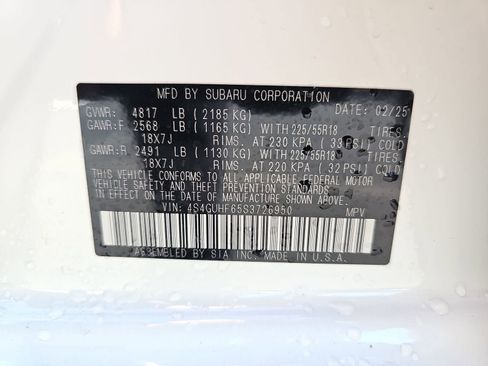 MFD BY SUBARU CORPORATION DATE: 02/25
GVWR: 4817 LB (2185 KG)
GAWR:F 2568 LB (1165 KG) WITH 225/55R18 TIRES,
18X7J RIMS, AT 230 KPA (33 PSI) COLD
GAWR:R 2491 LB (1130 KG) WITH 225/55R18 TIRES,
18X7J RIMS, AT 220 KPA (32 PSI) COLD
THIS VEHICLE CONFORMS TO ALL APPLICABLE FEDERAL MOTOR
VEHICLE SAFETY AND THEFT PREVENTION STANDARDS
IN EFFECT ON THE DATE OF MANUFACTURE SHOWN ABOVE.
VIN: 4S4GUHF65S3726950 MPV
ASSEMBLED BY SIA INC. MADE IN U.S.A.